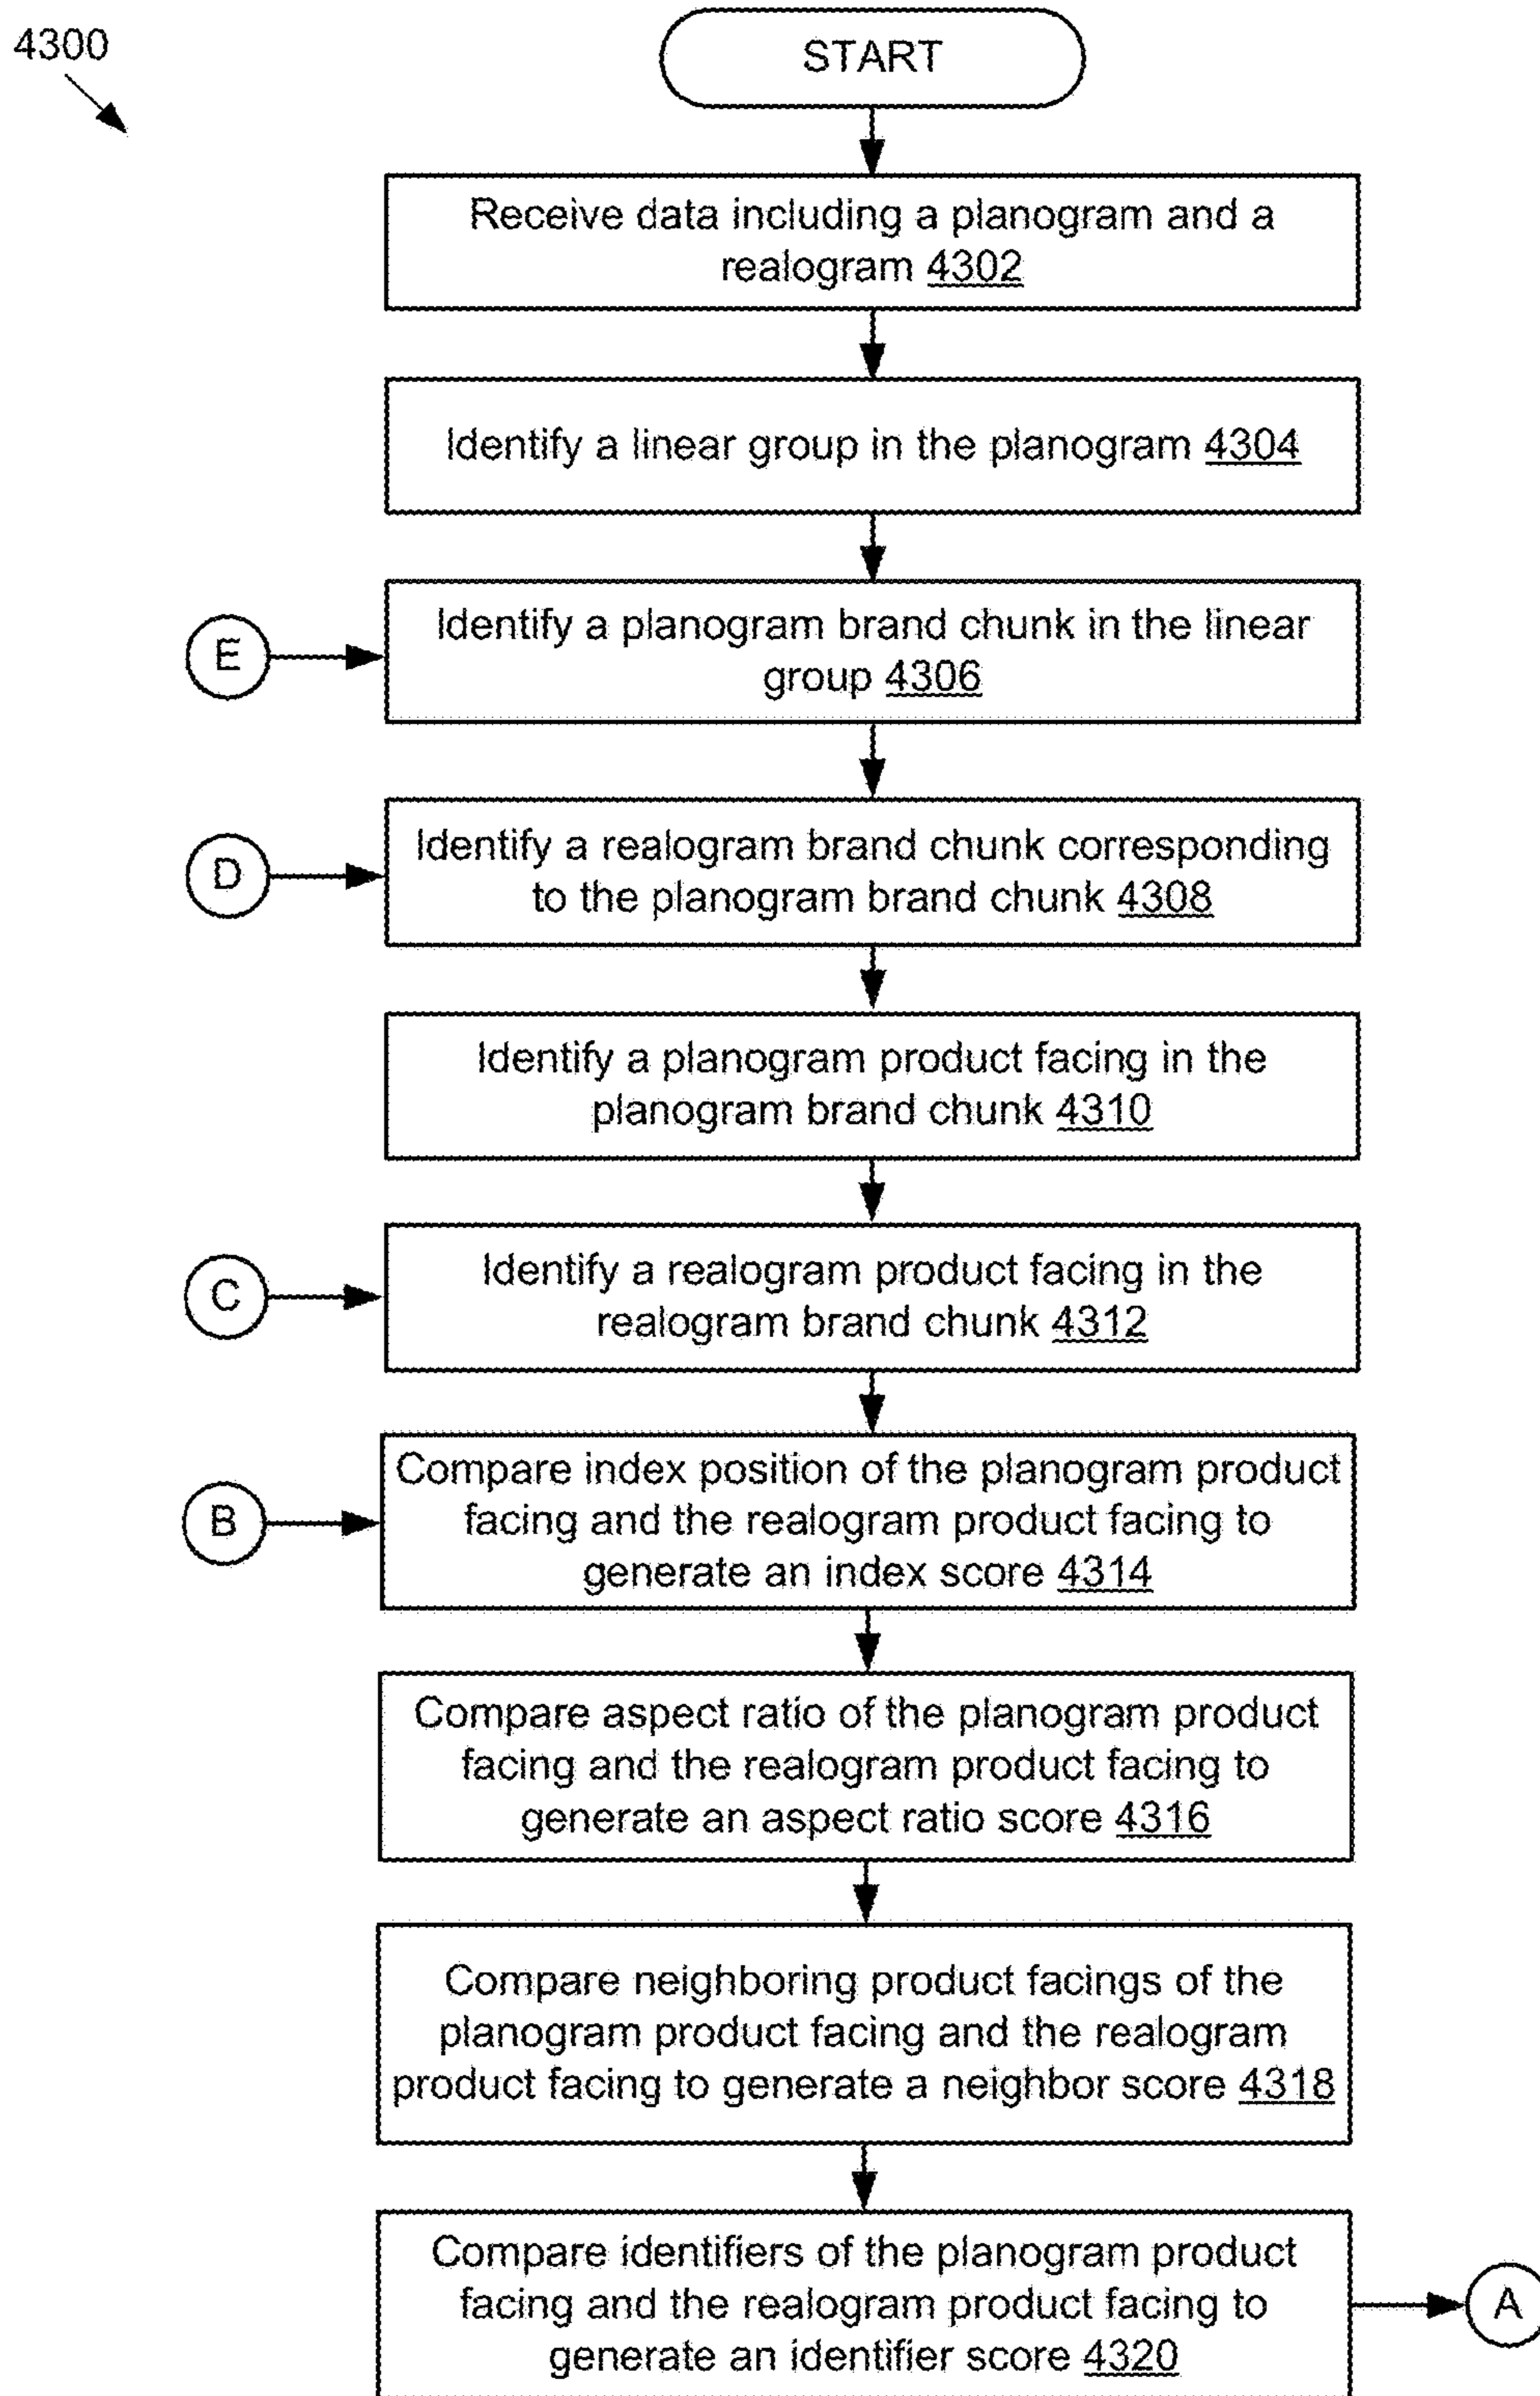 4300
START
Receive data including a planogram and a
realogram 4302
Identify a linear group in the planogram 4304
E
Identify a planogram brand chunk in the linear
group 4306
D
Identify a realogram brand chunk corresponding
to the planogram brand chunk 4308
Identify a planogram product facing in the
planogram brand chunk 4310
C
Identify a realogram product facing in the
realogram brand chunk 4312
B
Compare index position of the planogram product
facing and the realogram product facing to
generate an index score 4314
Compare aspect ratio of the planogram product
facing and the realogram product facing to
generate an aspect ratio score 4316
Compare neighboring product facings of the
planogram product facing and the realogram
product facing to generate a neighbor score 4318
Compare identifiers of the planogram product
facing and the realogram product facing to
generate an identifier score 4320
A